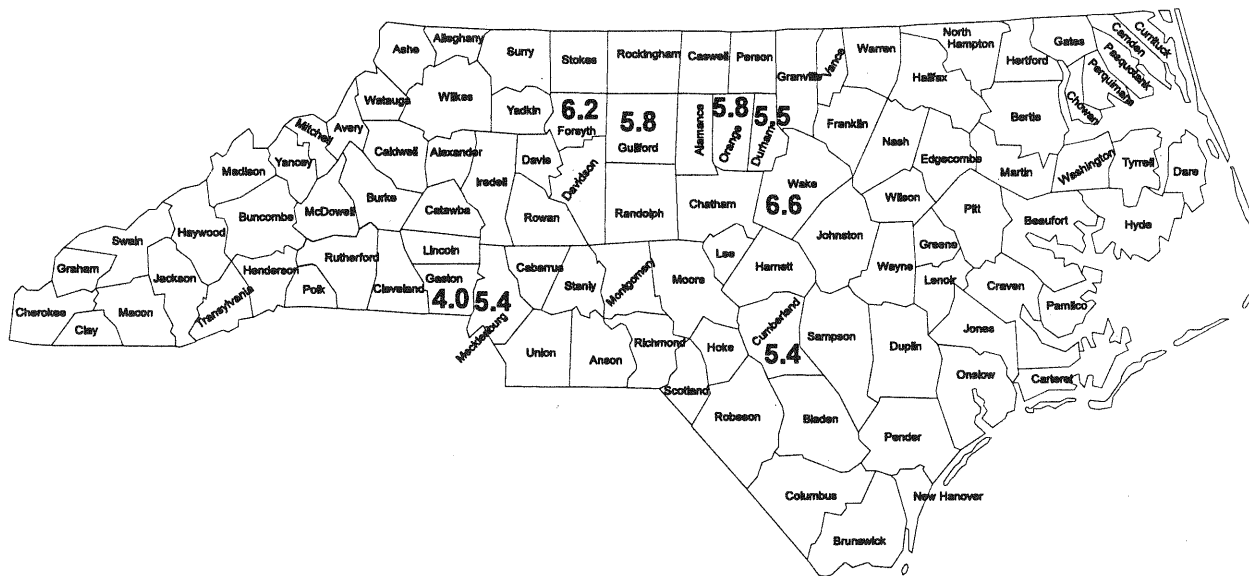 Ashe
Alleghany
Surry
Stokes
Rockingham
Caswell
Person
Granville
Vance
Warren
North
Hampton
Gates
Camden
Currituck
Pasquotank
Perquimans
Chowan
Hertford
Halifax
Watauga
Wilkes
Yadkin
6.2
Forsyth
5.8
Guilford
Alamance
5.8
Orange
5.5
Durham
Franklin
Nash
Bertie
Mitchell
Avery
Caldwell
Alexander
Iredell
Davie
Davidson
Edgecombe
Martin
Washington
Tyrrell
Dare
Madison
Yancey
Burke
Catawba
Rowan
Randolph
Chatham
Wake
6.6
Wilson
Pitt
Beaufort
Hyde
Buncombe
McDowell
Swain
Haywood
Graham
Jackson
Henderson
Rutherford
Lincoln
Johnston
Greene
Cherokee
Clay
Macon
Transylvania
Polk
Cleveland
Gaston
4.0
5.4
Mecklenburg
Cabarrus
Stanly
Montgomery
Moore
Lee
Harnett
Wayne
Lenoir
Craven
Pamlico
Union
Anson
Richmond
Scotland
Hoke
Cumberland
5.4
Sampson
Duplin
Jones
Onslow
Carteret
Robeson
Bladen
Pender
Columbus
New Hanover
Brunswick